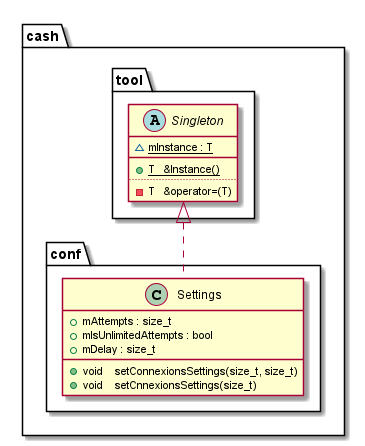 cash
tool
A Singleton
mInstance : T
T &Instance()
T &operator=(T)
conf
C Settings
mAttempts : size_t
mIsUnlimitedAttempts : bool
mDelay : size_t
void setConnexionsSettings(size_t, size_t)
void setCnnexionsSettings(size_t)